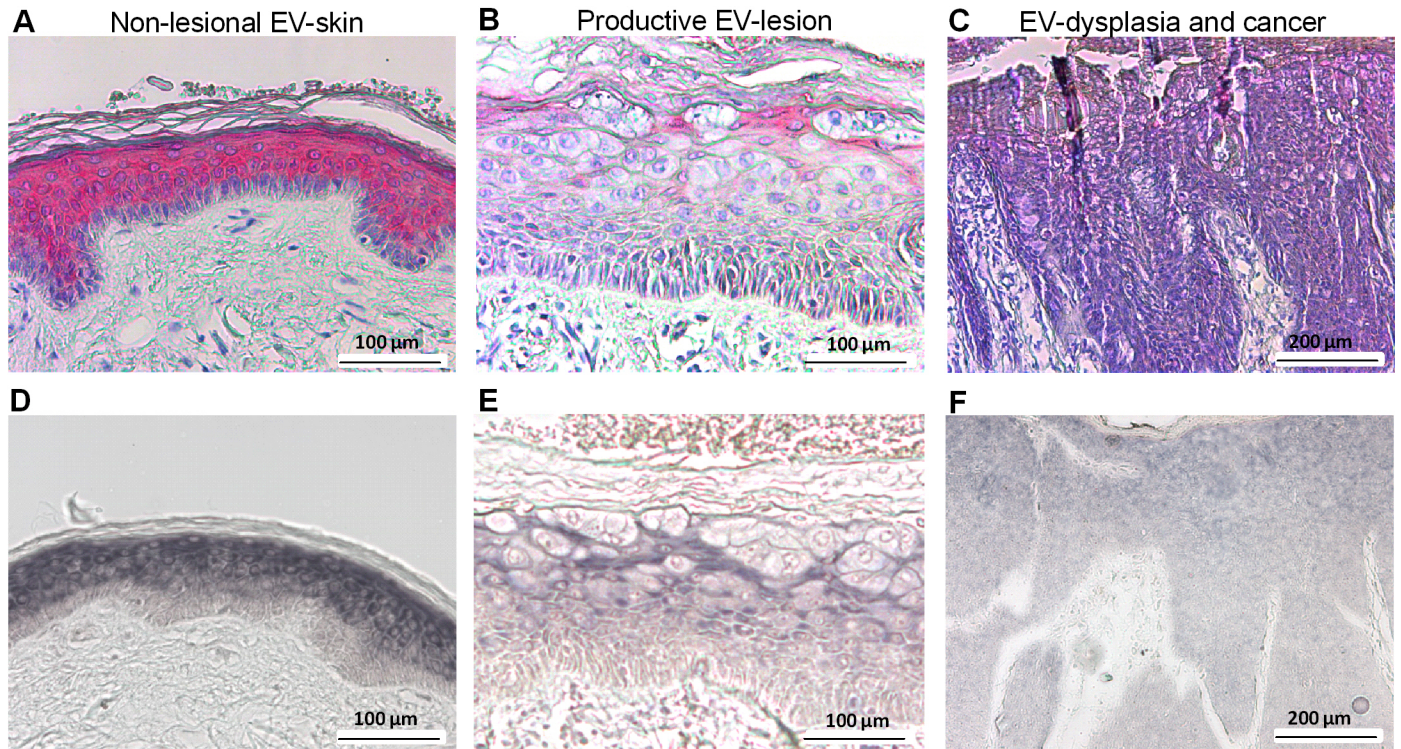 A Non-lesional EV-skin
B Productive EV-lesion
C EV-dysplasia and cancer
100 µm
100 µm
200 µm
D
E
F
100 µm
100 µm
200 µm